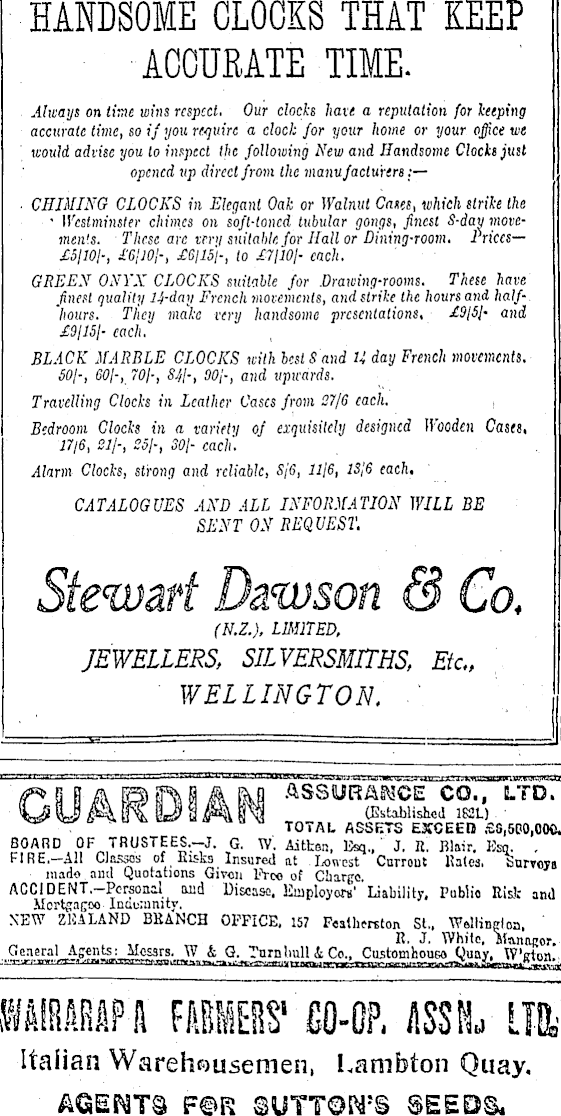 HANDSOME CLOCKS THAT KEEP
ACCURATE TIME.
Always on time wins respect. Our clocks have a reputation for keeping
accurate time, so if you require a clock for your home or your office we
would advise you to inspect the following New and Handsome Clocks just
opened up direct from the manufacturers:—
CHIMING CLOCKS in Elegant Oak or Walnut Cases, which strike the
Westminster chimes on soft-toned tubular gongs, finest 8-day move-
ments. These are very suitable for Hall or Dining-room. Prices—
£5/10/-, £6/10/-, £6/15/-, to £7/10/- each.
GREEN ONYX CLOCKS suitable for Drawing-rooms. These have
finest quality 14-day French movements, and strike the hours and half-
hours. They make very handsome presentations. £9/5/- and
£9/15/- each.
BLACK MARBLE CLOCKS with best 8 and 14 day French movements.
50/-, 60/-, 70/-, 84/-, 90/-, and upwards.
Travelling Clocks in Leather Cases from 27/6 each.
Bedroom Clocks in a variety of exquisitely designed Wooden Cases,
17/6, 21/-, 25/-, 30/- each.
Alarm Clocks, strong and reliable, 8/6, 11/6, 13/6 each.
CATALOGUES AND ALL INFORMATION WILL BE
SENT ON REQUEST.
Stewart Dawson & Co.
(N.Z.), LIMITED,
JEWELLERS, SILVERSMITHS, Etc.,
WELLINGTON.
GUARDIAN ASSURANCE CO., LTD.
(Established 1821.)
TOTAL ASSETS EXCEED £6,500,000.
BOARD OF TRUSTEES.—J. G. W. Aitken, Esq., J. R. Blair, Esq.
FIRE.—All Classes of Risks Insured at Lowest Current Rates. Surveys
made and Quotations Given Free of Charge.
ACCIDENT.—Personal and Disease, Employers' Liability, Public Risk and
Mortgagee Indemnity.
NEW ZEALAND BRANCH OFFICE, 157 Featherston St., Wellington,
R. J. White, Manager.
General Agents: Messrs. W & G. Turnbull & Co., Customhouse Quay, W'gton.
WAIRARAPA FARMERS' CO-OP. ASSN., LTD.
Italian Warehousemen, Lambton Quay.
AGENTS FOR SUTTON'S SEEDS.